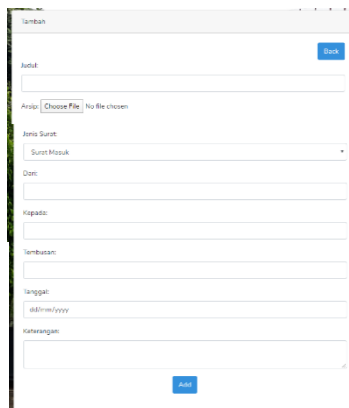 Tambah
Back
Judul:
Arsip: Choose File No file chosen
Jenis Surat:
Surat Masuk
Dari:
Kepada:
Tembusan:
Tanggal:
dd/mm/yyyy
Keterangan:
Add